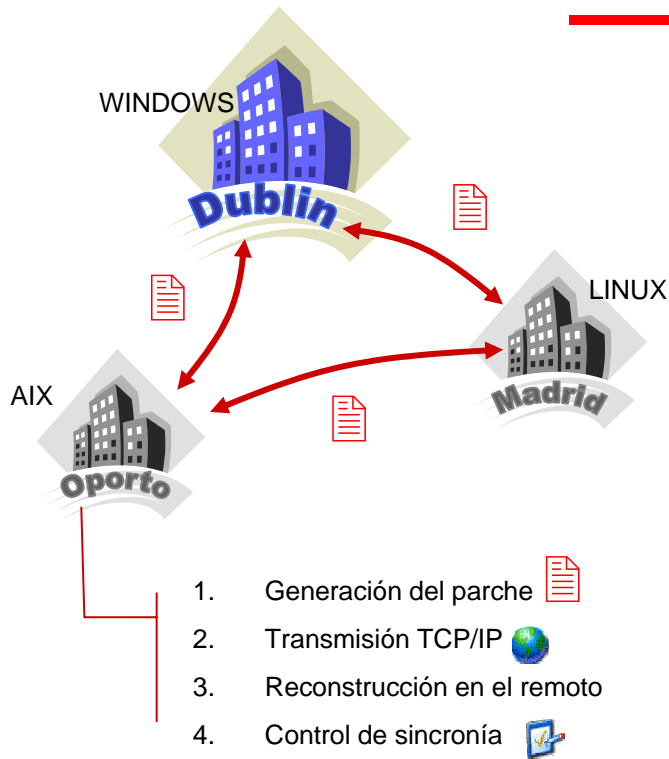 WINDOWS
Dublin
LINUX
Madrid
AIX
Oporto
1. Generación del parche
2. Transmisión TCP/IP
3. Reconstrucción en el remoto
4. Control de sincronía